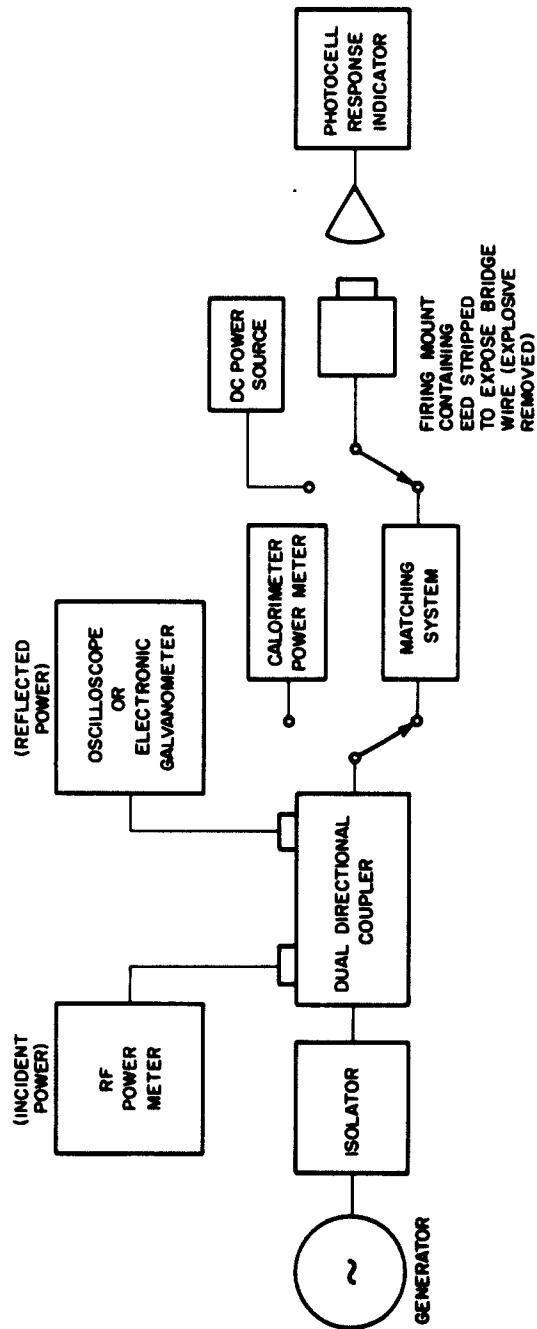 (INCIDENT
POWER)
RF
POWER
METER
(REFLECTED
POWER)
OSCILLOSCOPE
OR
ELECTRONIC
GALVANOMETER
DC POWER
SOURCE
CALORIMETER
POWER METER
GENERATOR
~
ISOLATOR
DUAL DIRECTIONAL
COUPLER
MATCHING
SYSTEM
FIRING MOUNT
CONTAINING
EED STRIPPED
TO EXPOSE BRIDGE
WIRE (EXPLOSIVE
REMOVED)
PHOTOCELL
RESPONSE
INDICATOR